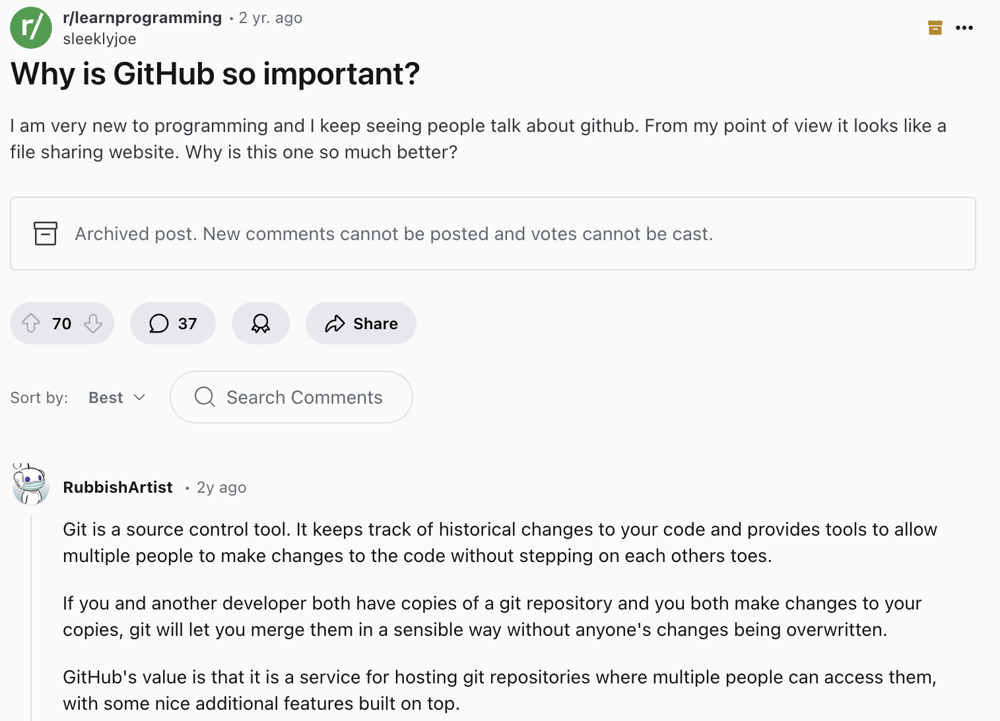 r/
r/learnprogramming • 2 yr. ago
sleeklyjoe
Why is GitHub so important?
I am very new to programming and I keep seeing people talk about github. From my point of view it looks like a
file sharing website. Why is this one so much better?
Archived post. New comments cannot be posted and votes cannot be cast.
70 37 Share
Sort by: Best Search Comments
RubbishArtist • 2y ago
Git is a source control tool. It keeps track of historical changes to your code and provides tools to allow
multiple people to make changes to the code without stepping on each others toes.
If you and another developer both have copies of a git repository and you both make changes to your
copies, git will let you merge them in a sensible way without anyone's changes being overwritten.
GitHub's value is that it is a service for hosting git repositories where multiple people can access them,
with some nice additional features built on top.